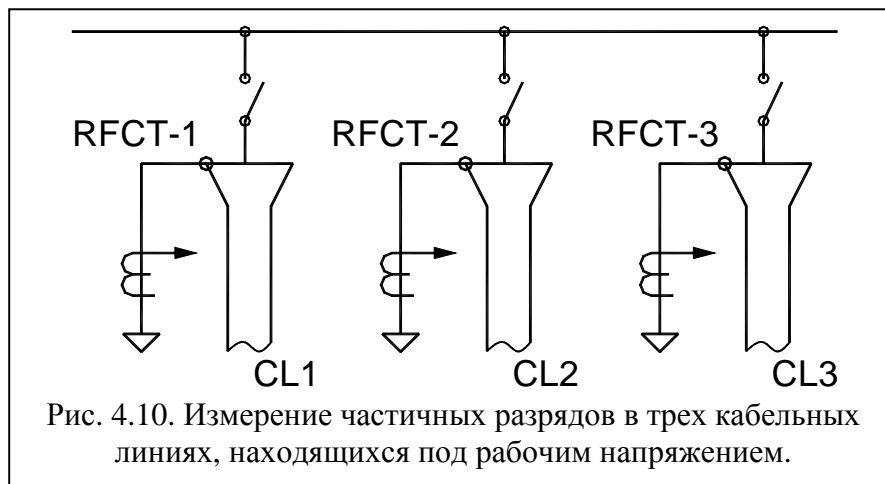 RFCT-1 RFCT-2 RFCT-3
CL1 CL2 CL3
Рис. 4.10. Измерение частичных разрядов в трех кабельных
линиях, находящихся под рабочим напряжением.